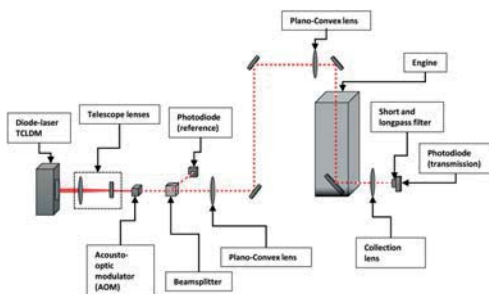 Plano-Convex lens
Engine
Short and
longpass filter
Photodiode
(transmission)
Telescope lenses
Photodiode
(reference)
Diode-laser
TCLDM
Acousto-
optic
modulator
(AOM)
Beamsplitter
Plano-Convex lens
Collection
lens